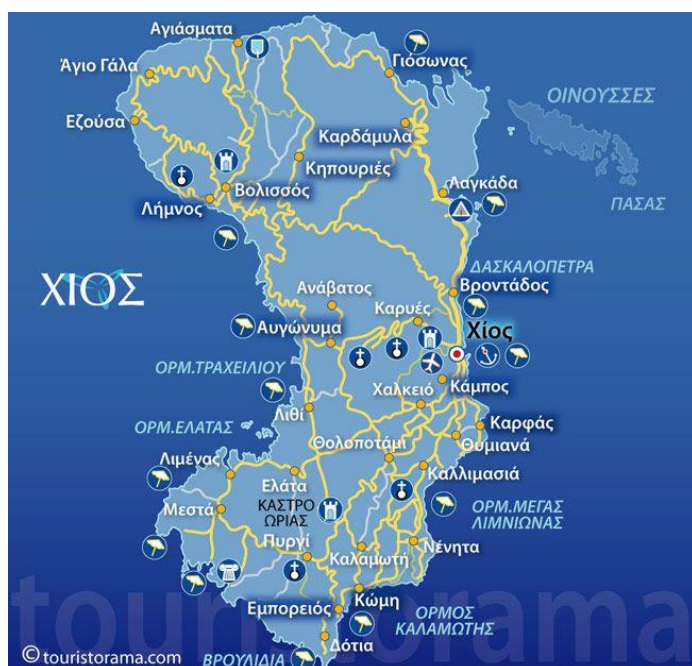 Αγιάσματα
Άγιο Γάλα
Γιόσωνας
ΟΙΝΟΥΣΣΕΣ
Εζούσα
Καρδάμυλα
Κηπουριές
Βολισσός
Λαγκάδα
Λήμνος
ΠΑΣΑΣ
ΧΙΟΣ
ΔΑΣΚΑΛΟΠΕΤΡΑ
Ανάβατος
Βροντάδος
Καρυές
Αυγώνυμα
Χίος
ΟΡΜ.ΤΡΑΧΕΙΛΙΟΥ
Χαλκειό
Κάμπος
Λιθί
ΟΡΜ.ΕΛΑΤΑΣ
Καρφάς
Θολοποτάμι
Θυμιανά
Λιμένας
Καλλιμασιά
Ελάτα
ΚΑΣΤΡΟ
ΩΡΙΑΣ
Μεστά
ΟΡΜ.ΜΕΓΑΣ
ΛΙΜΝΙΩΝΑΣ
Πυργί
Καλαμωτή
Νένητα
Κώμη
Εμπορειός
ΟΡΜΟΣ
ΚΑΛΑΜΩΤΗΣ
Δότια
ΒΡΟΥΛΙΔΙΑ
touristorama
© touristorama.com